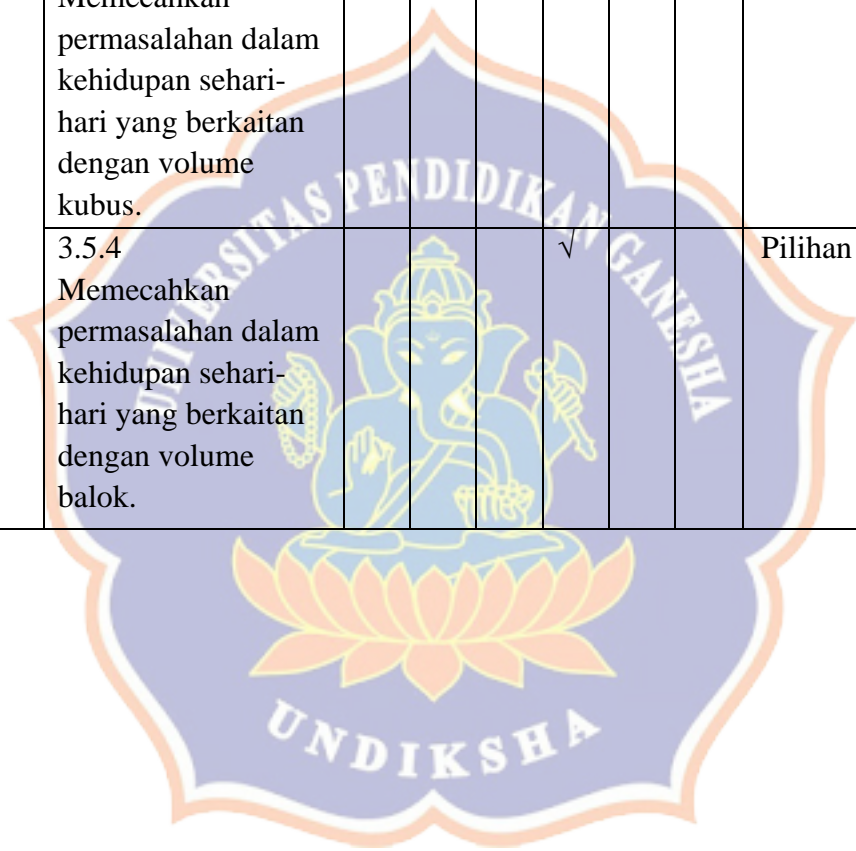 Memecahkan
permasalahan dalam
kehidupan sehari-
hari yang berkaitan
dengan volume
kubus.
3.5.4
Memecahkan
permasalahan dalam
kehidupan sehari-
hari yang berkaitan
dengan volume
balok.
√
Pilihan
UNIVERSITAS PENDIDIKAN GANESHA
UNDIKSHA